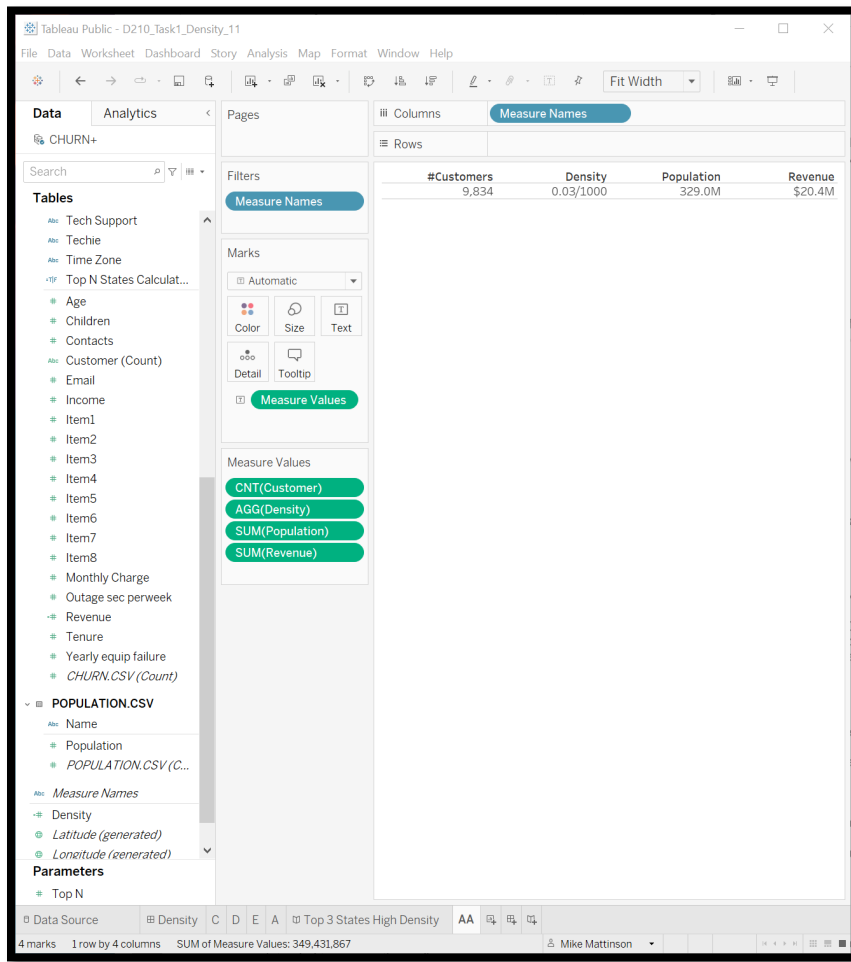 Tableau Public - D210_Task1_Density_11
File Data Worksheet Dashboard Story Analysis Map Format Window Help
Fit Width
Data Analytics
CHURN+
Search
Tables
Abc Tech Support
Abc Techie
Abc Time Zone
Top N States Calculat...
# Age
# Children
# Contacts
Abc Customer (Count)
# Email
# Income
# Item1
# Item2
# Item3
# Item4
# Item5
# Item6
# Item7
# Item8
# Monthly Charge
# Outage sec perweek
=# Revenue
# Tenure
# Yearly equip failure
# CHURN.CSV (Count)
POPULATION.CSV
Abc Name
# Population
# POPULATION.CSV (C...
Abc Measure Names
=# Density
Latitude (generated)
Longitude (generated)
Parameters
# Top N
Pages
Filters
Measure Names
Marks
Automatic
Color Size Text
Detail Tooltip
Measure Values
Measure Values
CNT(Customer)
AGG(Density)
SUM(Population)
SUM(Revenue)
Columns Measure Names
Rows
#Customers Density Population Revenue
9,834 0.03/1000 329.0M $20.4M
Data Source Density C D E A Top 3 States High Density AA
4 marks 1 row by 4 columns SUM of Measure Values: 349,431,867 Mike Mattinson